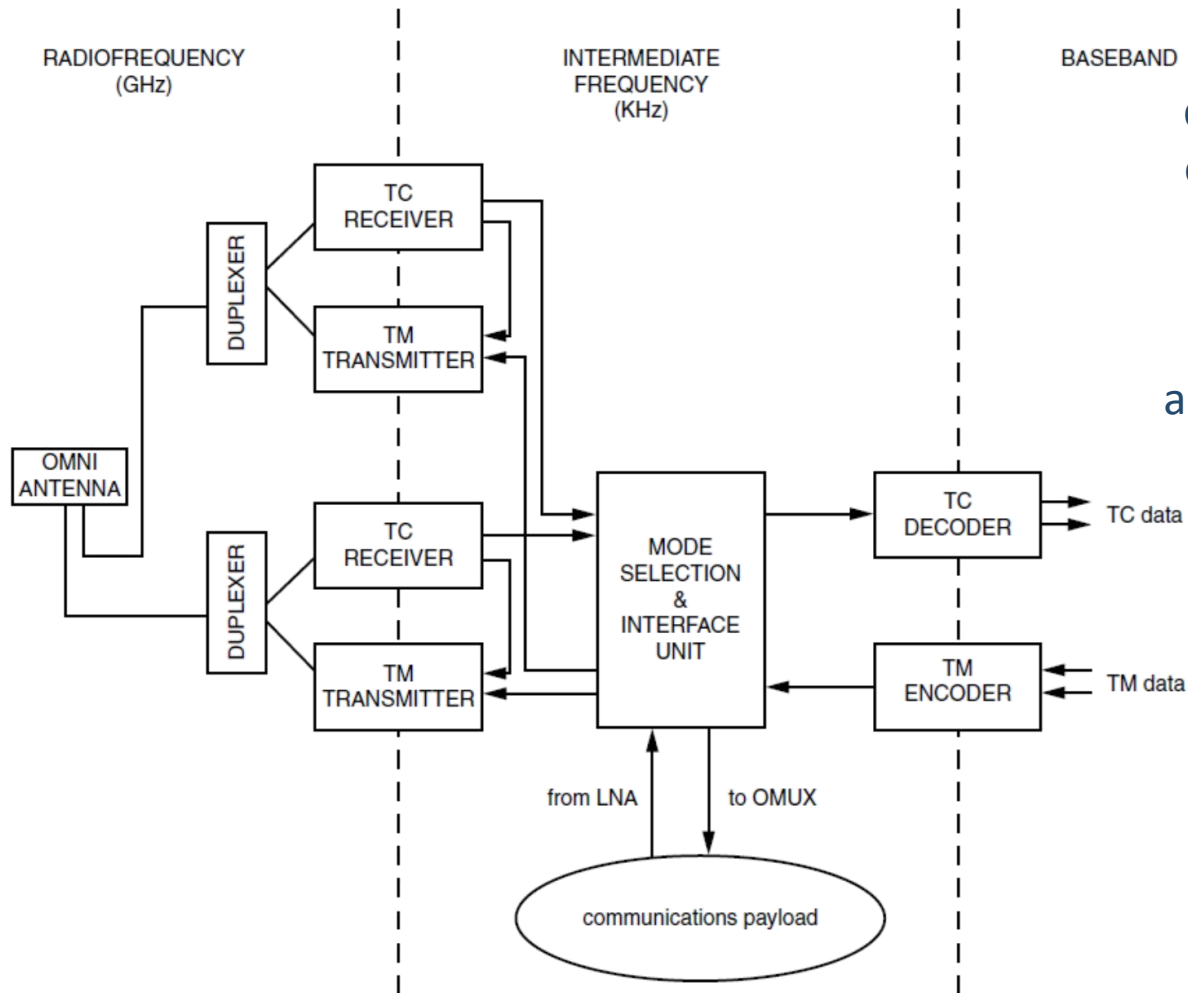 RADIOFREQUENCY
(GHz)
INTERMEDIATE
FREQUENCY
(KHz)
BASEBAND
TC
RECEIVER
DUPLEXER
TM
TRANSMITTER
OMNI
ANTENNA
TC
RECEIVER
DUPLEXER
TM
TRANSMITTER
MODE
SELECTION
&
INTERFACE
UNIT
TC
DECODER
TC data
TM
ENCODER
TM data
from LNA
to OMUX
communications payload
a